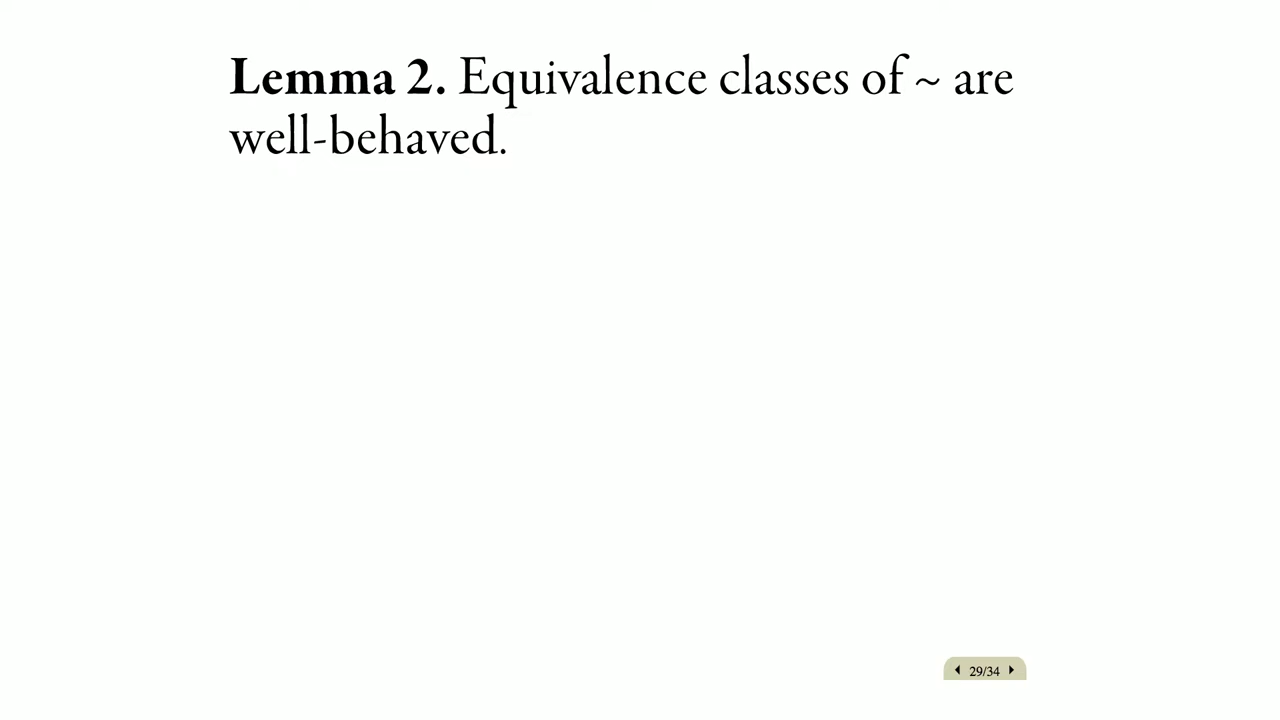 Lemma 2. Equivalence classes of ~ are
well-behaved.
29/34